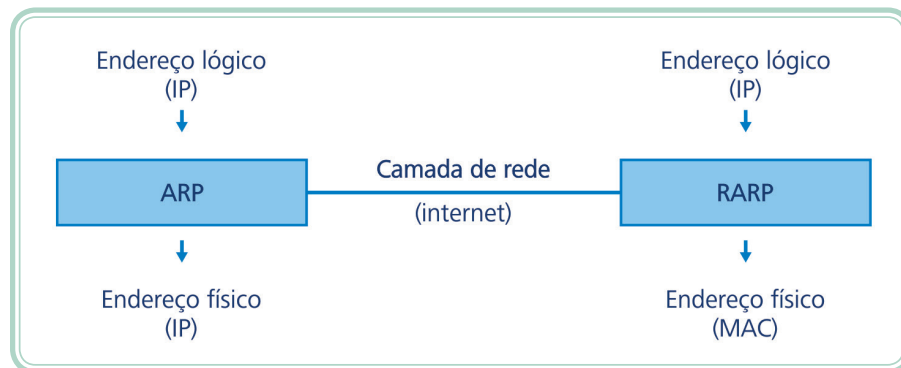 Endereço lógico
(IP)
ARP
Endereço físico
(IP)
Camada de rede
(internet)
Endereço lógico
(IP)
RARP
Endereço físico
(MAC)